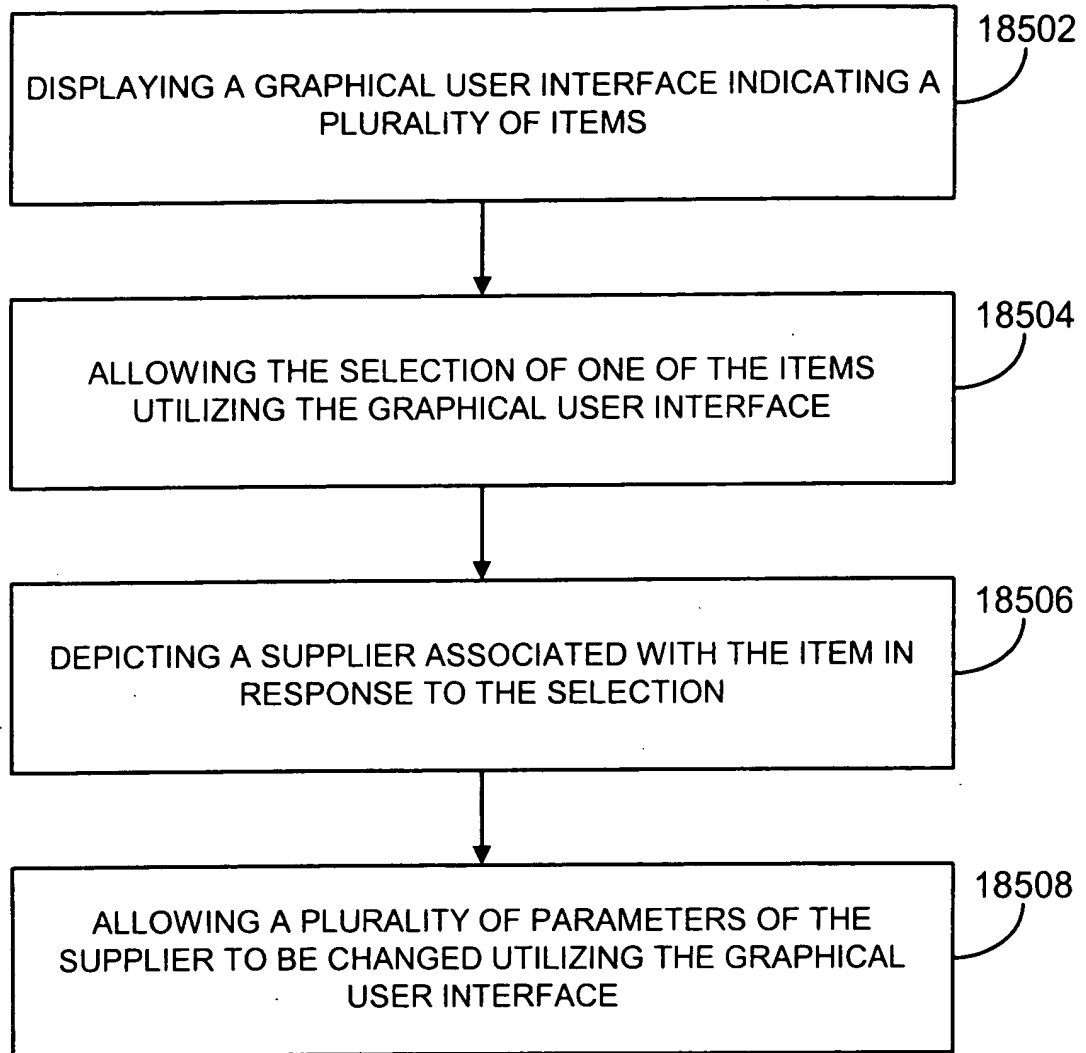 18502
DISPLAYING A GRAPHICAL USER INTERFACE INDICATING A
PLURALITY OF ITEMS
18504
ALLOWING THE SELECTION OF ONE OF THE ITEMS
UTILIZING THE GRAPHICAL USER INTERFACE
18506
DEPICTING A SUPPLIER ASSOCIATED WITH THE ITEM IN
RESPONSE TO THE SELECTION
18508
ALLOWING A PLURALITY OF PARAMETERS OF THE
SUPPLIER TO BE CHANGED UTILIZING THE GRAPHICAL
USER INTERFACE